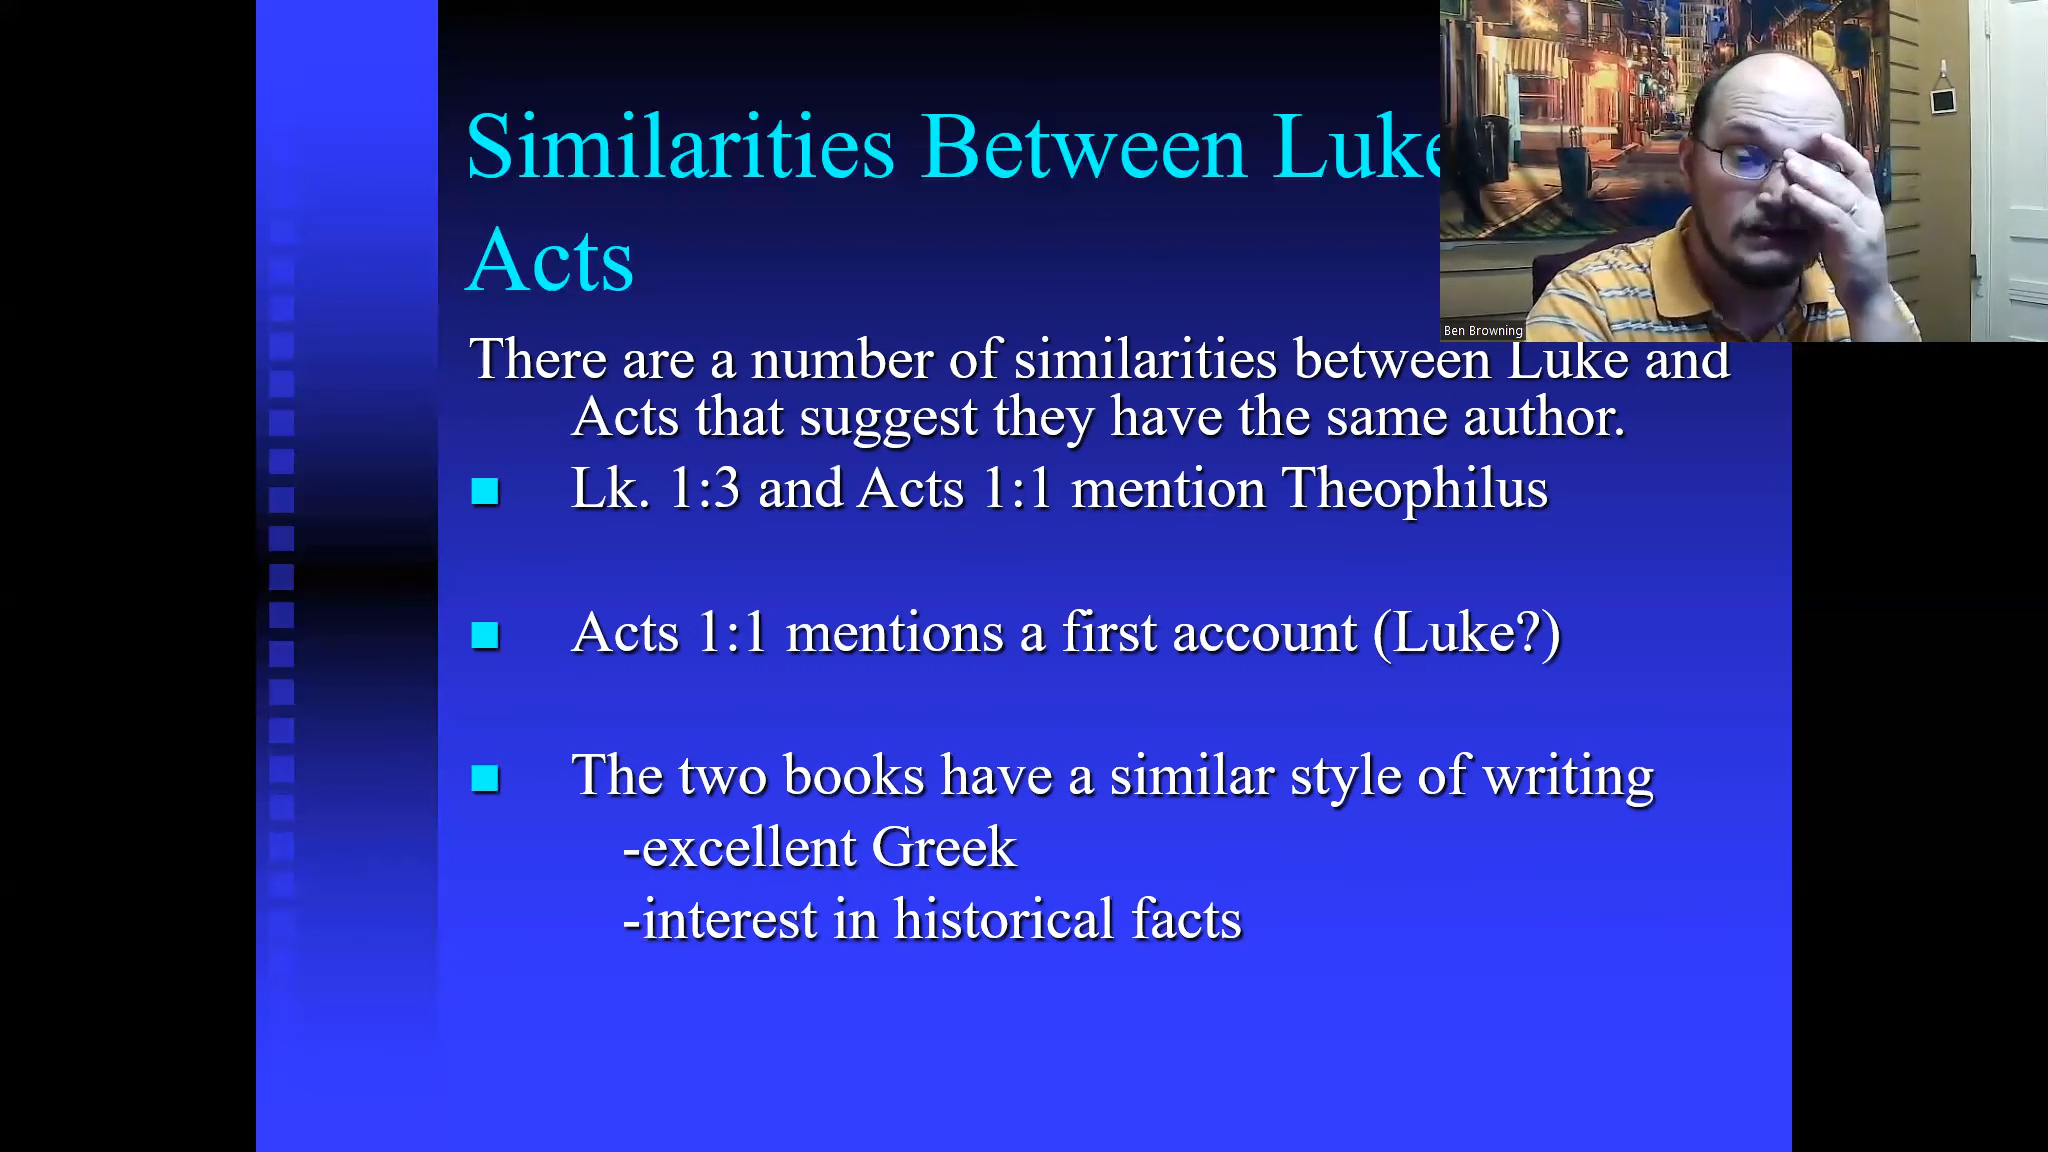 Similarities Between Luke
Acts
Ben Browning
There are a number of similarities between Luke and
Acts that suggest they have the same author.
Lk. 1:3 and Acts 1:1 mention Theophilus
Acts 1:1 mentions a first account (Luke?)
The two books have a similar style of writing
-excellent Greek
-interest in historical facts